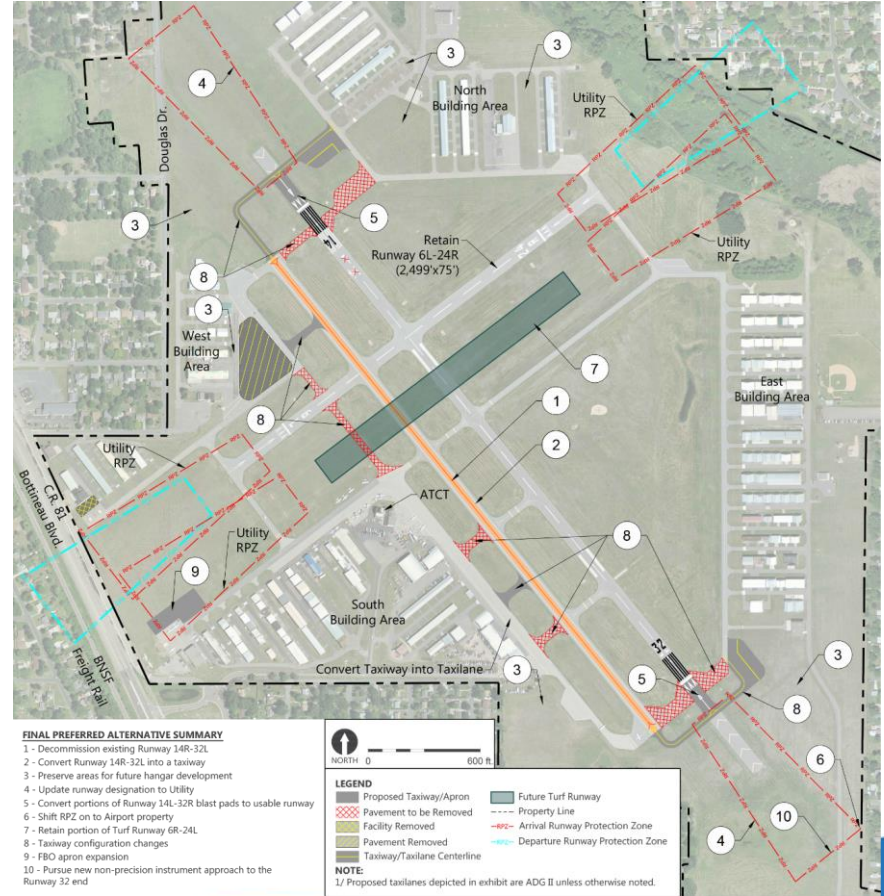 3
3
4
North
Building Area
Utility
RPZ
Douglas Dr.
3
5
14
Retain
Runway 6L-24R
(2,499'x75')
Utility
RPZ
8
3
West
Building
Area
7
8
1
East
Building Area
2
Utility
RPZ
C.R. 81
Bottineau Blvd.
ATCT
Utility
RPZ
8
9
South
Building Area
32
BNSF
Freight Rail
Convert Taxiway into Taxilane
3
5
3
8
6
4
10
FINAL PREFERRED ALTERNATIVE SUMMARY
1 - Decommission existing Runway 14R-32L
2 - Convert Runway 14R-32L into a taxiway
3 - Preserve areas for future hangar development
4 - Update runway designation to Utility
5 - Convert portions of Runway 14L-32R blast pads to usable runway
6 - Shift RPZ on to Airport property
7 - Retain portion of Turf Runway 6R-24L
8 - Taxiway configuration changes
9 - FBO apron expansion
10 - Pursue new non-precision instrument approach to the
Runway 32 end
NORTH 0 600 ft.
LEGEND
Proposed Taxiway/Apron
Pavement to be Removed
Facility Removed
Pavement Removed
Taxiway/Taxilane Centerline
Future Turf Runway
Property Line
RPZ Arrival Runway Protection Zone
RPZ Departure Runway Protection Zone
NOTE:
1/ Proposed taxilanes depicted in exhibit are ADG II unless otherwise noted.